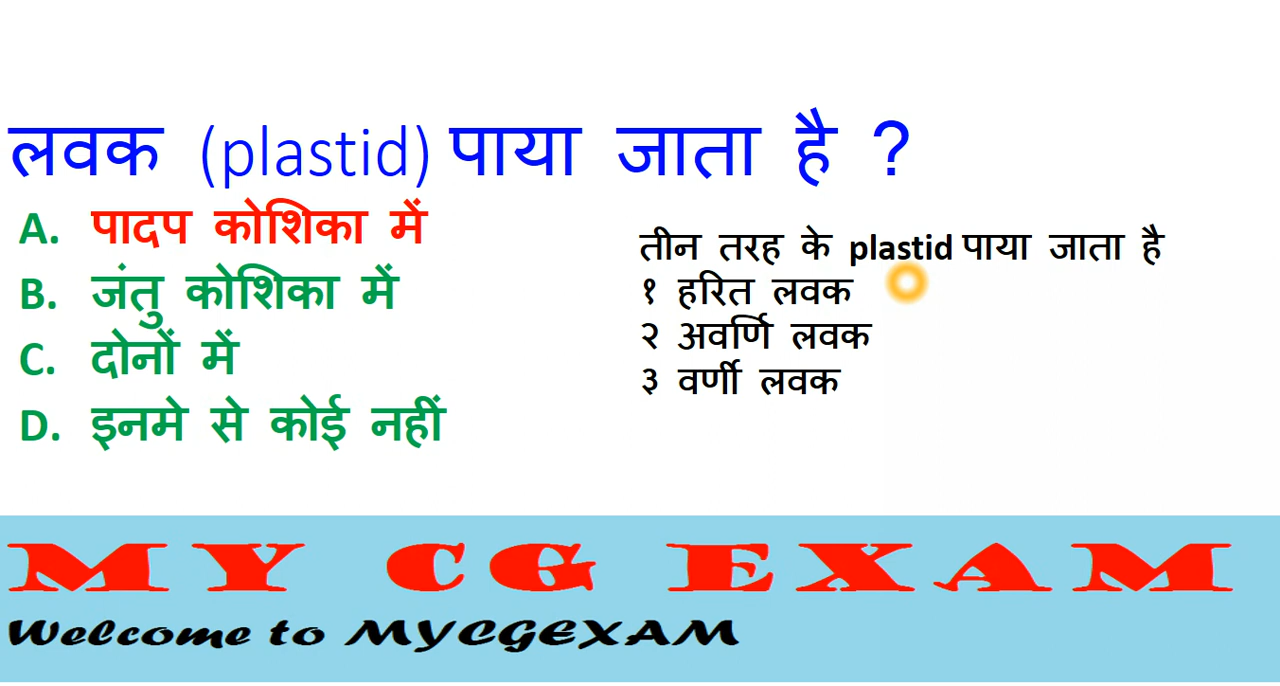 लवक (plastid) पाया जाता है ?
A. पादप कोशिका में
B. जंतु कोशिका में
C. दोनों में
D. इनमे से कोई नहीं
तीन तरह के plastid पाया जाता है
१ हरित लवक
२ अवर्णि लवक
३ वर्णी लवक
MY CG EXAM
Welcome to MYCGEXAM